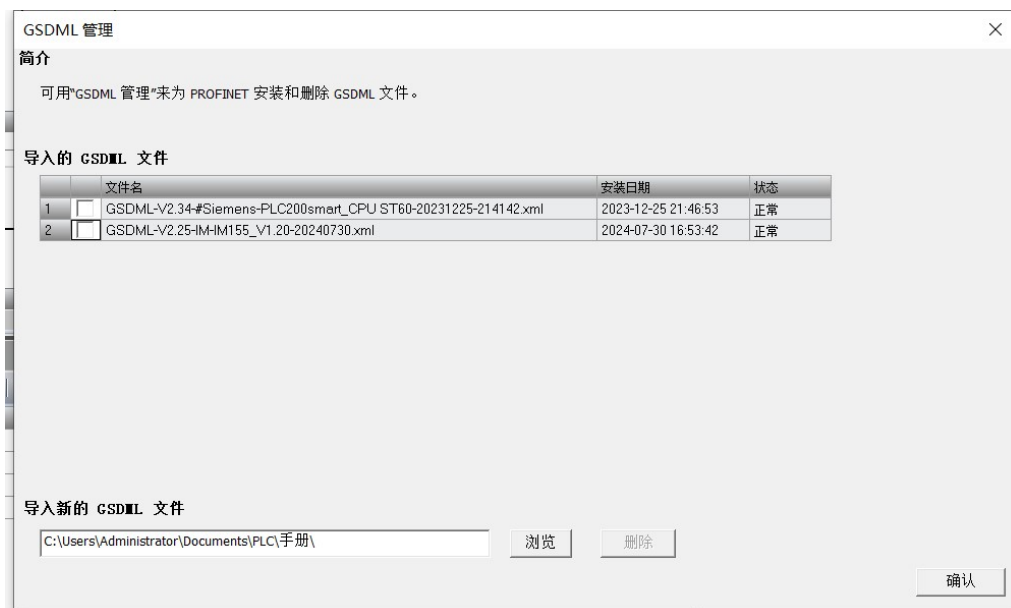 GSDML 管理
简介
可用“GSDML 管理”来为 PROFINET 安装和删除 GSDML 文件。
导入的 GSDML 文件
文件名 安装日期 状态
1 GSDML-V2.34-#Siemens-PLC200smart_CPU ST60-20231225-214142.xml 2023-12-25 21:46:53 正常
2 GSDML-V2.25-IM-IM155_V1.20-20240730.xml 2024-07-30 16:53:42 正常
导入新的 GSDML 文件
C:\Users\Administrator\Documents\PLC\手册\ 浏览 删除
确认